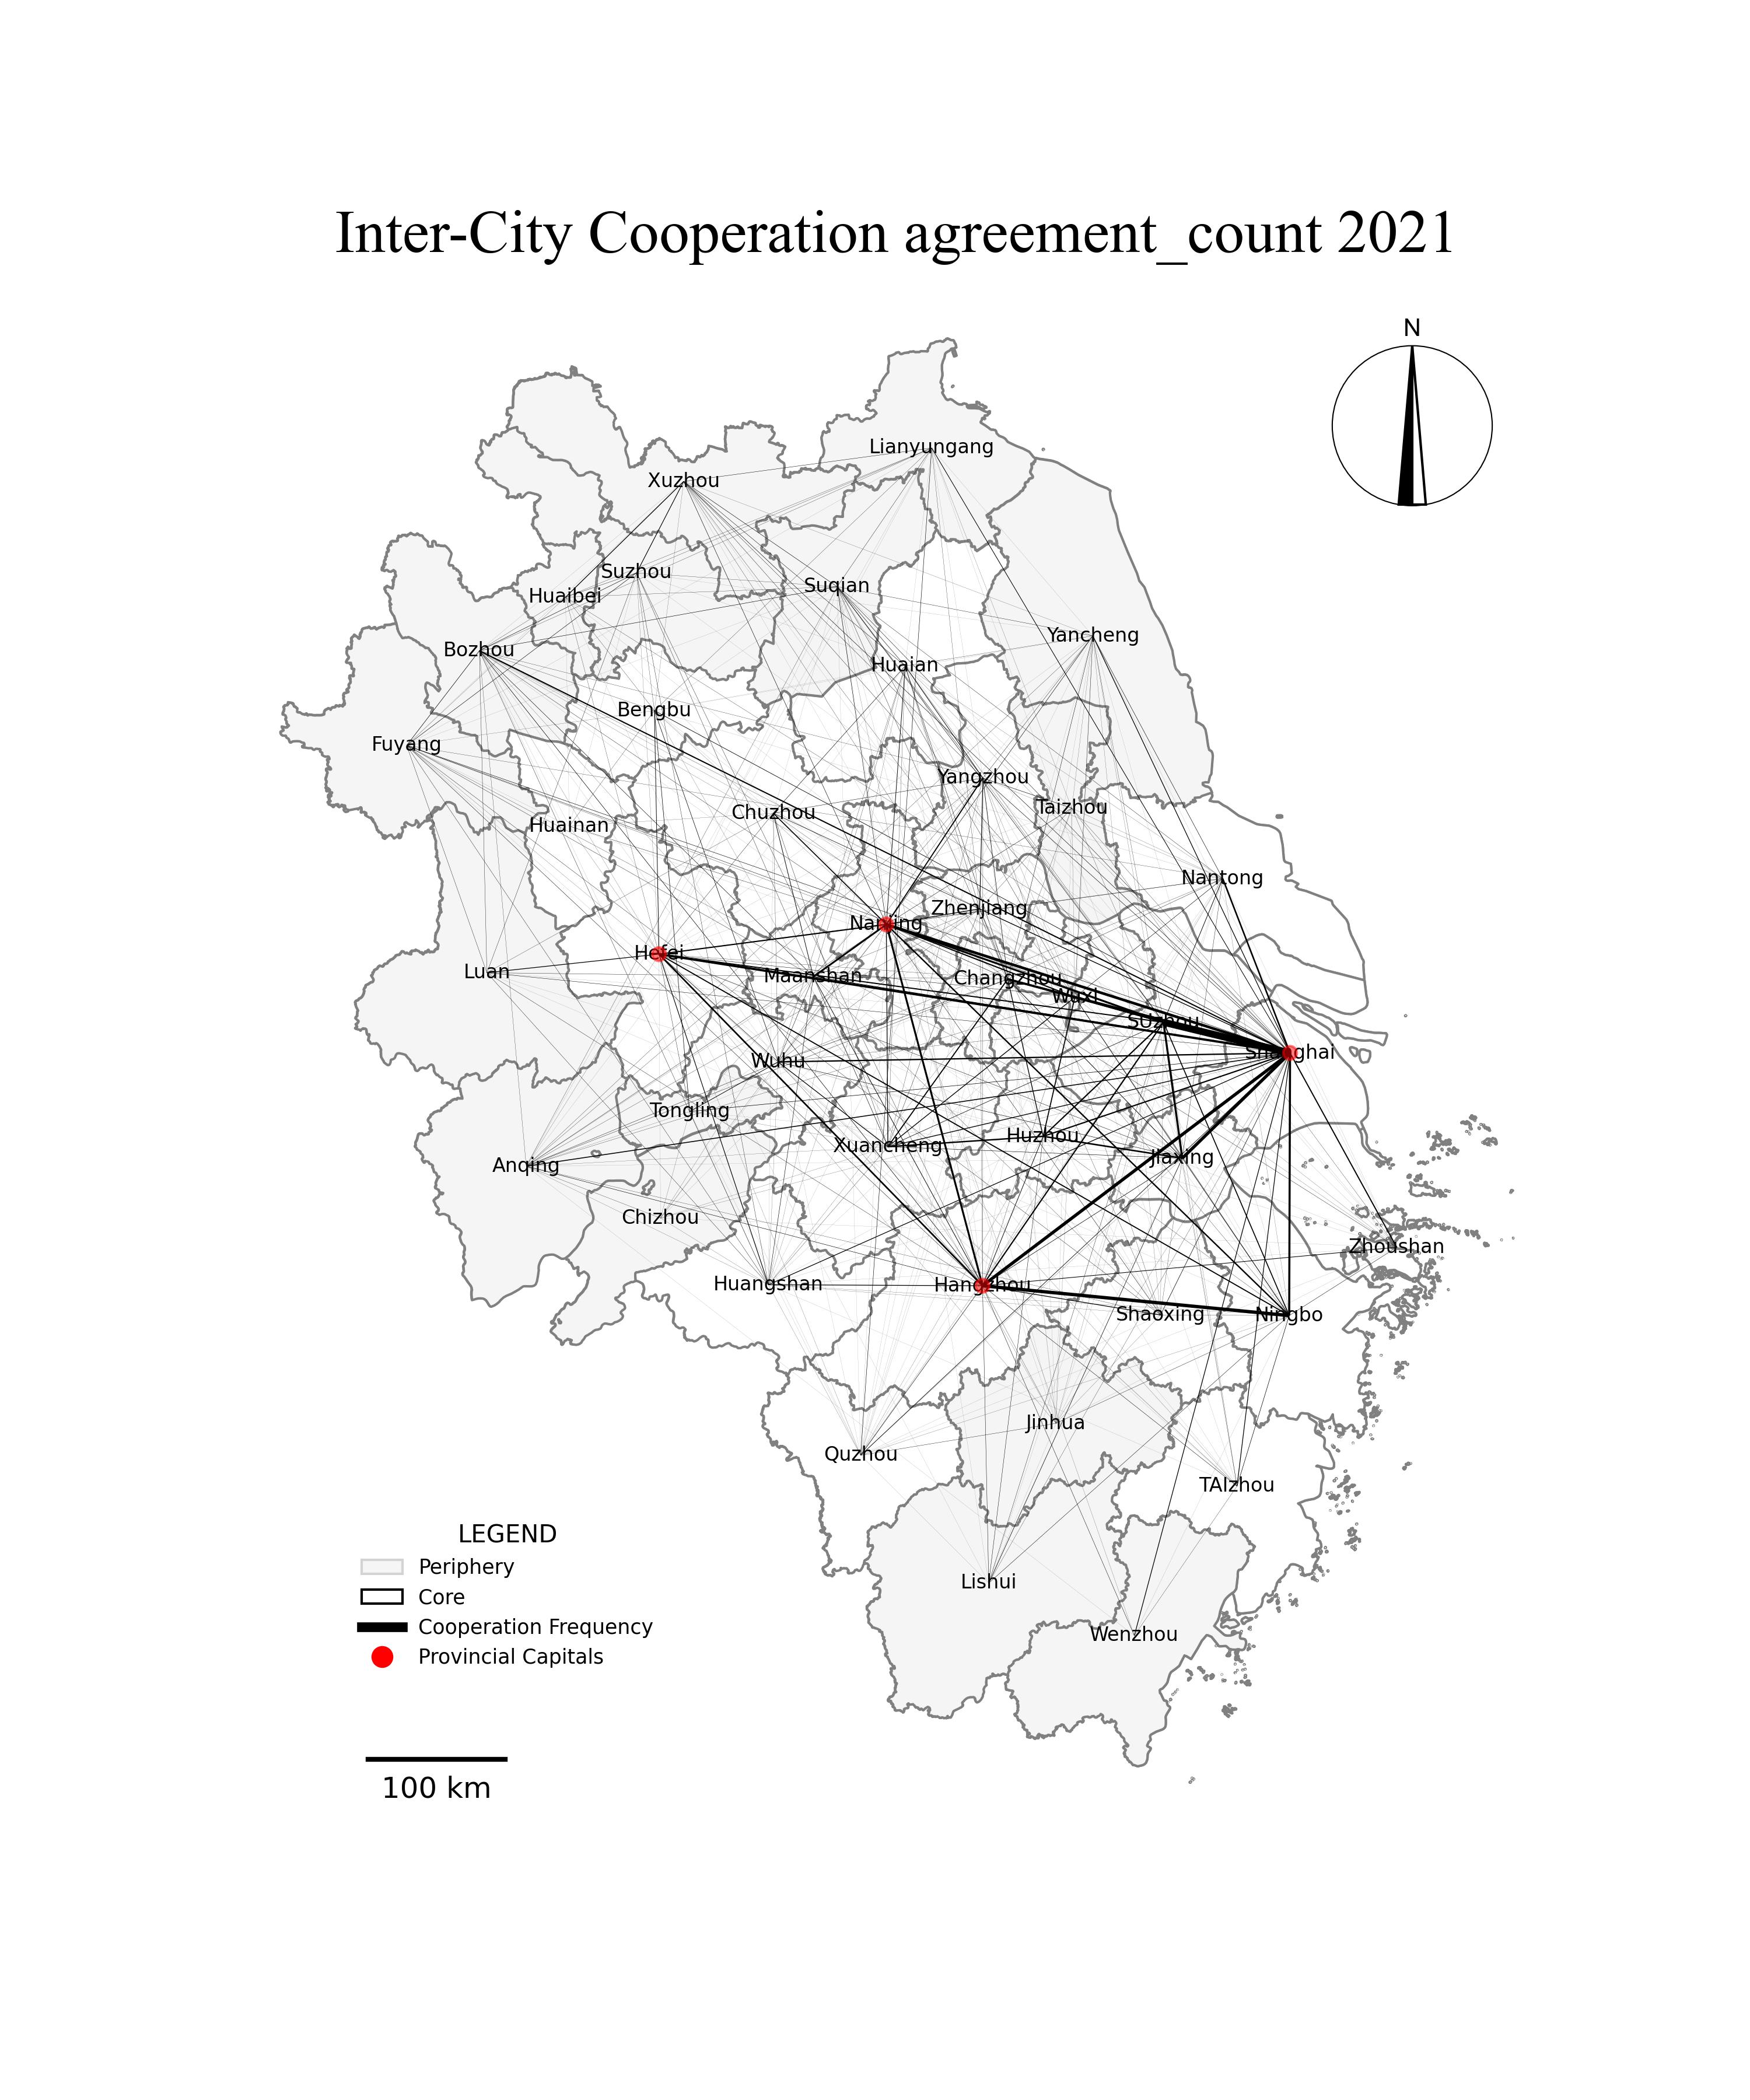 Inter-City Cooperation agreement_count 2021
N
Lianyungang
Xuzhou
Suzhou
Suqian
Huaibei
Yancheng
Bozhou
Huaian
Bengbu
Fuyang
Yangzhou
Taizhou
Chuzhou
Huainan
Nantong
Zhenjiang
Nanjing
Hefei
Luan
Maanshan
Changzhou
Wuxi
SUzhou
Shanghai
Wuhu
Tongling
Huzhou
Xuancheng
Jiaxing
Anqing
Chizhou
Zhoushan
Huangshan
Hangzhou
Shaoxing
Ningbo
Jinhua
Quzhou
TAIzhou
Lishui
Wenzhou
LEGEND
Periphery
Core
Cooperation Frequency
Provincial Capitals
100 km